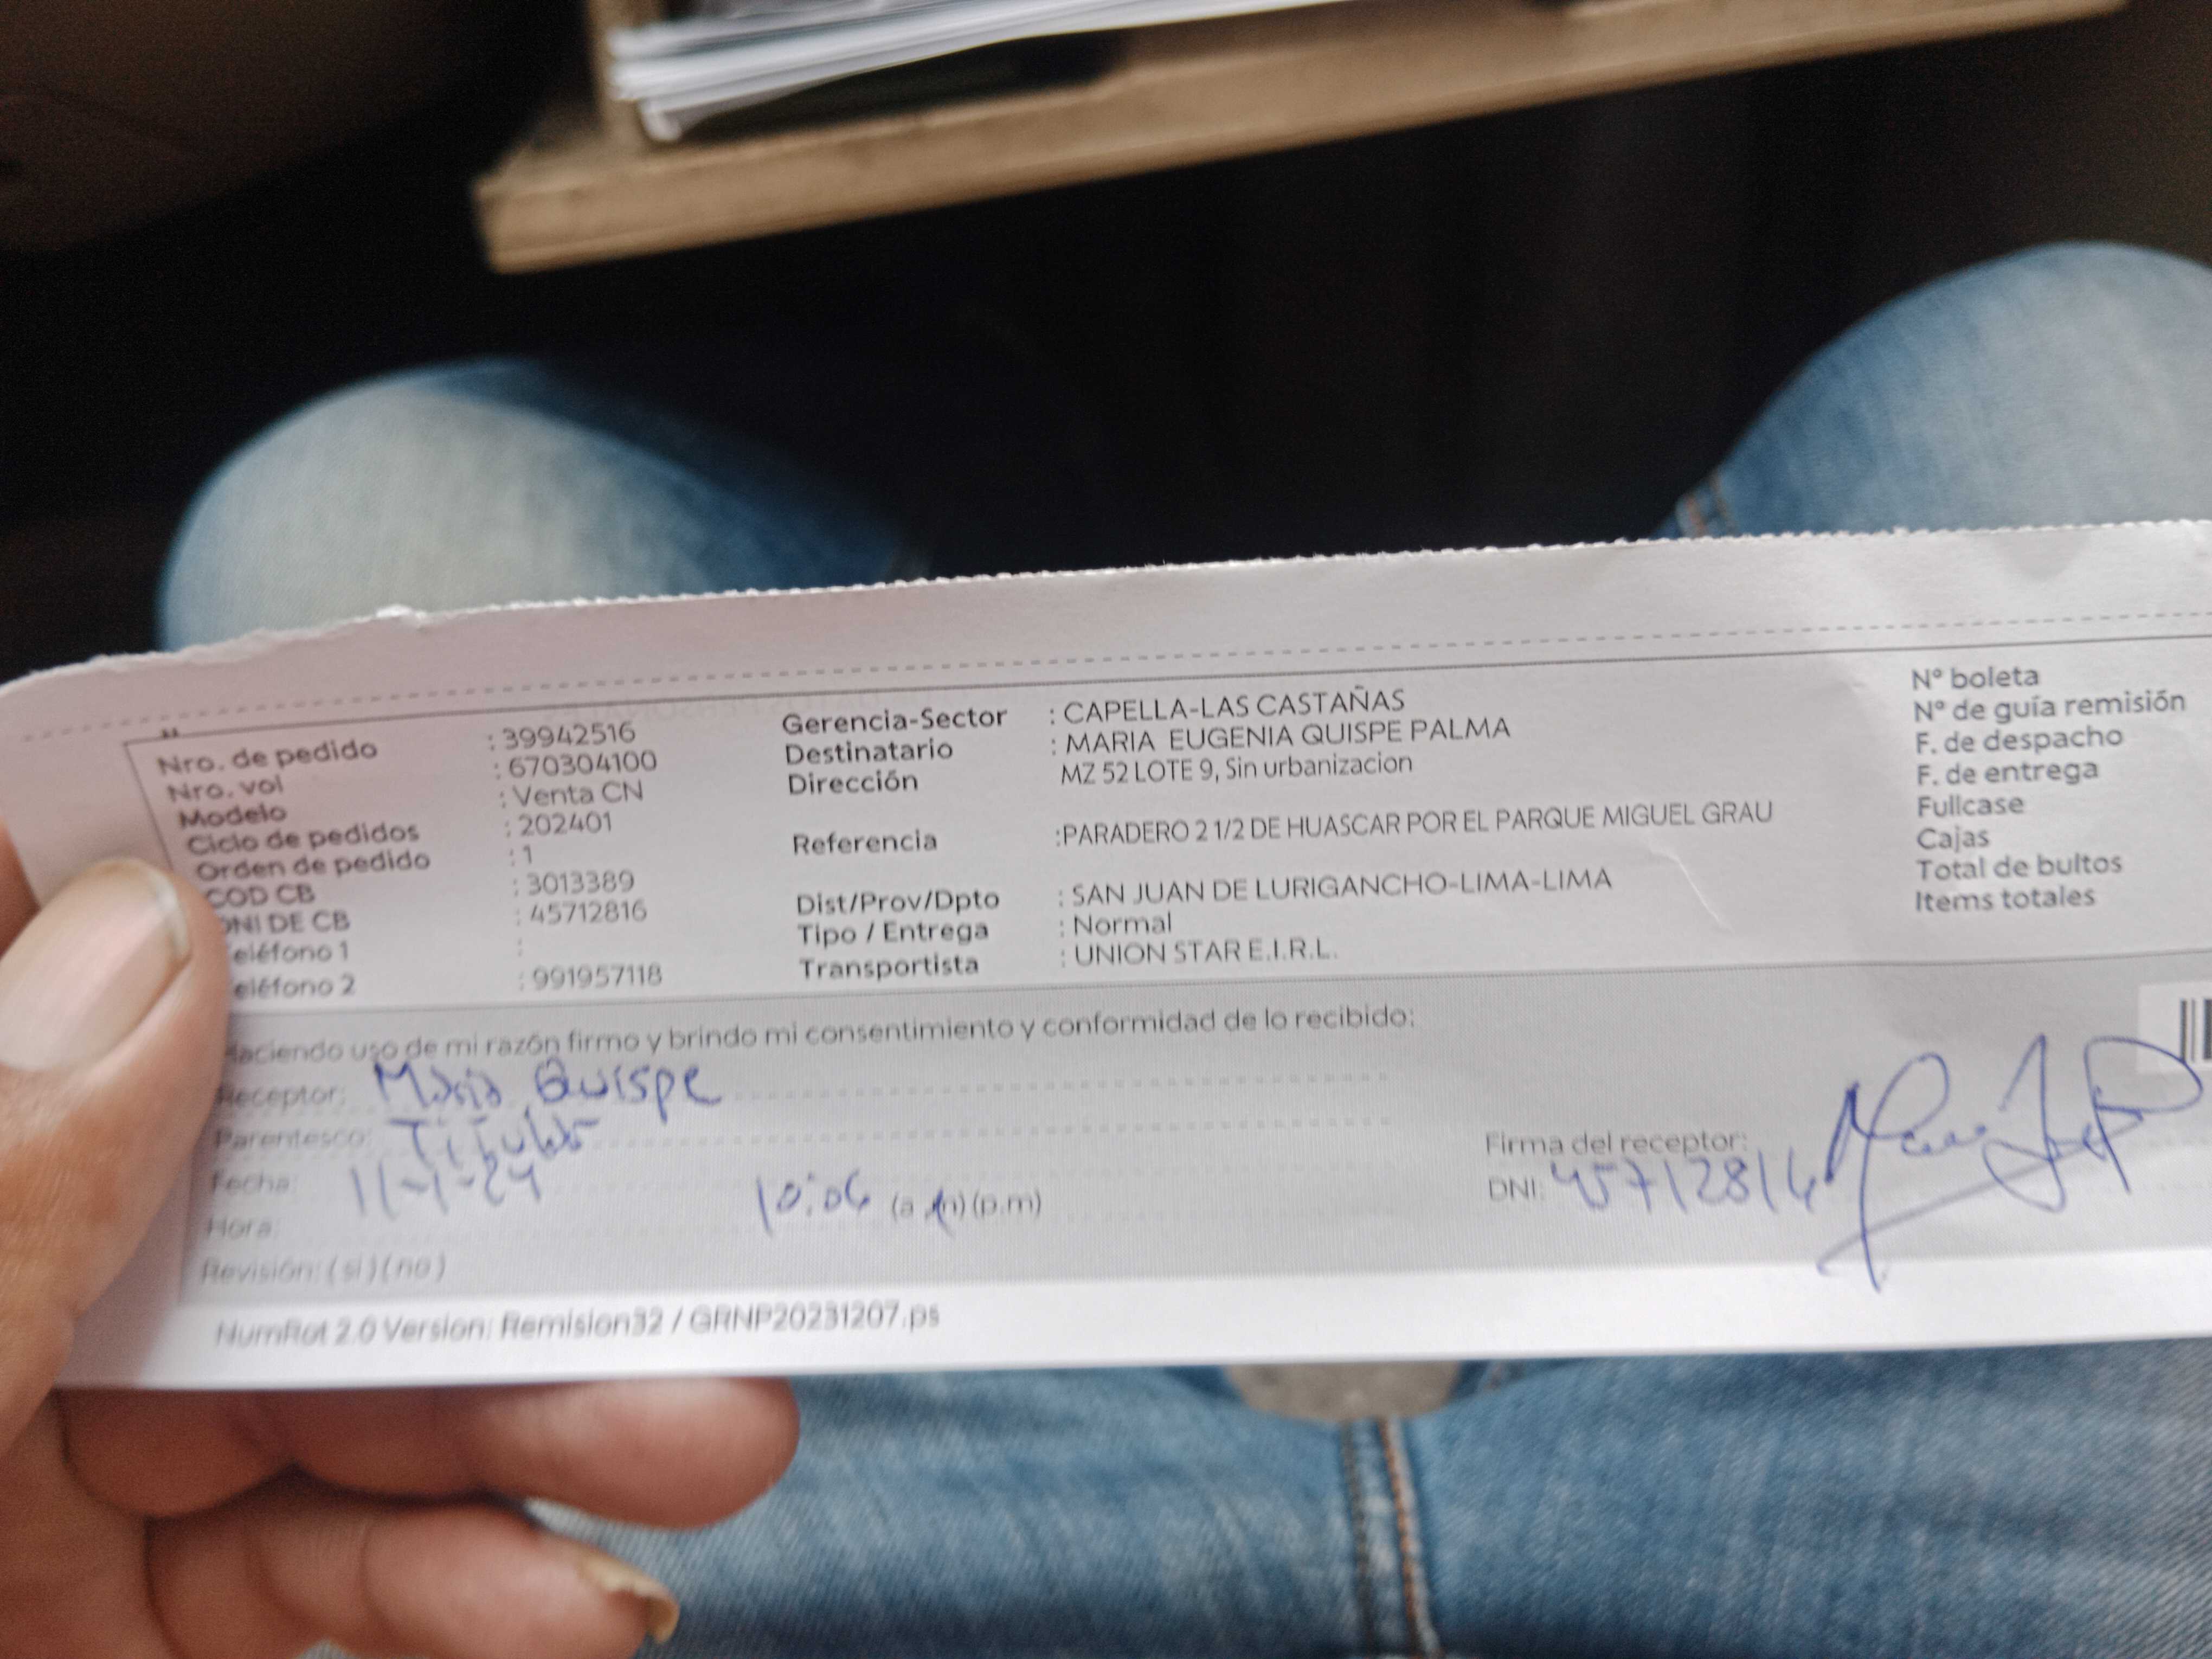 Nro. de pedido : 39942516
Nro. vol : 670304100
Modelo : Venta CN
Ciclo de pedidos : 202401
Orden de pedido : 1
COD CB : 3013389
DNI DE CB : 45712816
eléfono 1 :
eléfono 2 : 991957118
Gerencia-Sector : CAPELLA-LAS CASTAÑAS
Destinatario : MARIA EUGENIA QUISPE PALMA
Dirección MZ 52 LOTE 9, Sin urbanizacion
Referencia :PARADERO 2 1/2 DE HUASCAR POR EL PARQUE MIGUEL GRAU
Dist/Prov/Dpto : SAN JUAN DE LURIGANCHO-LIMA-LIMA
Tipo / Entrega : Normal
Transportista : UNION STAR E.I.R.L.
Nº boleta
Nº de guía remisión
F. de despacho
F. de entrega
Fullcase
Cajas
Total de bultos
Items totales
Haciendo uso de mi razón firmo y brindo mi consentimiento y conformidad de lo recibido:
Receptor: Maria Quispe
Parentesco: Titular
Fecha: 11-1-24
Hora: 10:06 (a.m) (p.m)
Revisión: (si) (no)
Firma del receptor:
DNI: 45712816
NumRot 2.0 Version: Remision32 / GRNP20231207.ps